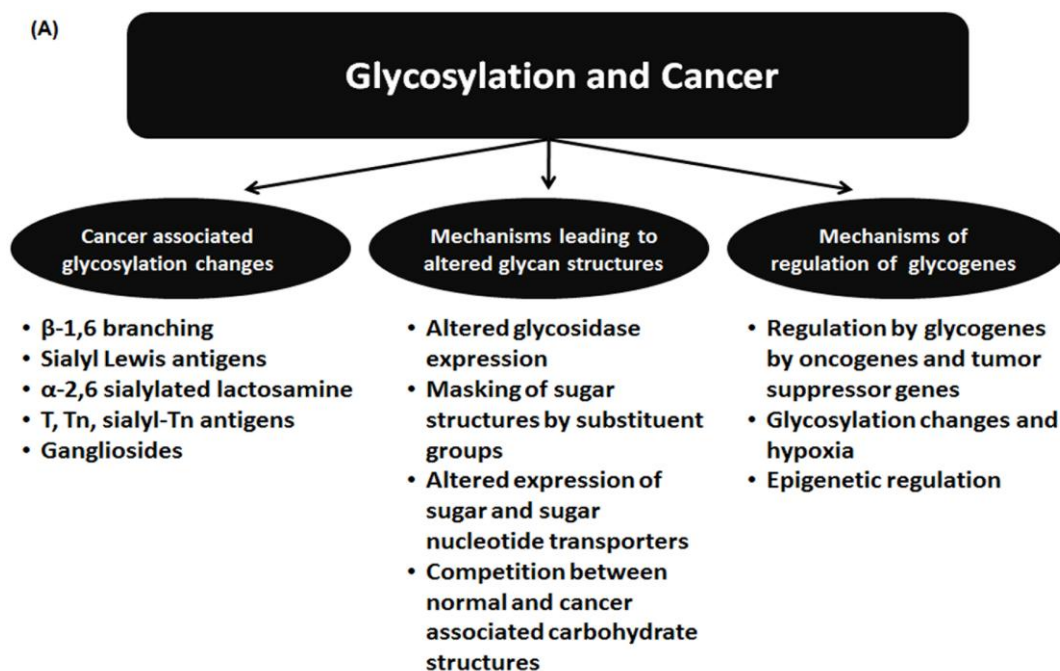 (A)
Glycosylation and Cancer
Cancer associated
glycosylation changes
• β-1,6 branching
• Sialyl Lewis antigens
• α-2,6 sialylated lactosamine
• T, Tn, sialyl-Tn antigens
• Gangliosides
Mechanisms leading to
altered glycan structures
• Altered glycosidase
expression
• Masking of sugar
structures by substituent
groups
• Altered expression of
sugar and sugar
nucleotide transporters
• Competition between
normal and cancer
associated carbohydrate
structures
Mechanisms of
regulation of glycogenes
• Regulation by glycogenes
by oncogenes and tumor
suppressor genes
• Glycosylation changes and
hypoxia
• Epigenetic regulation